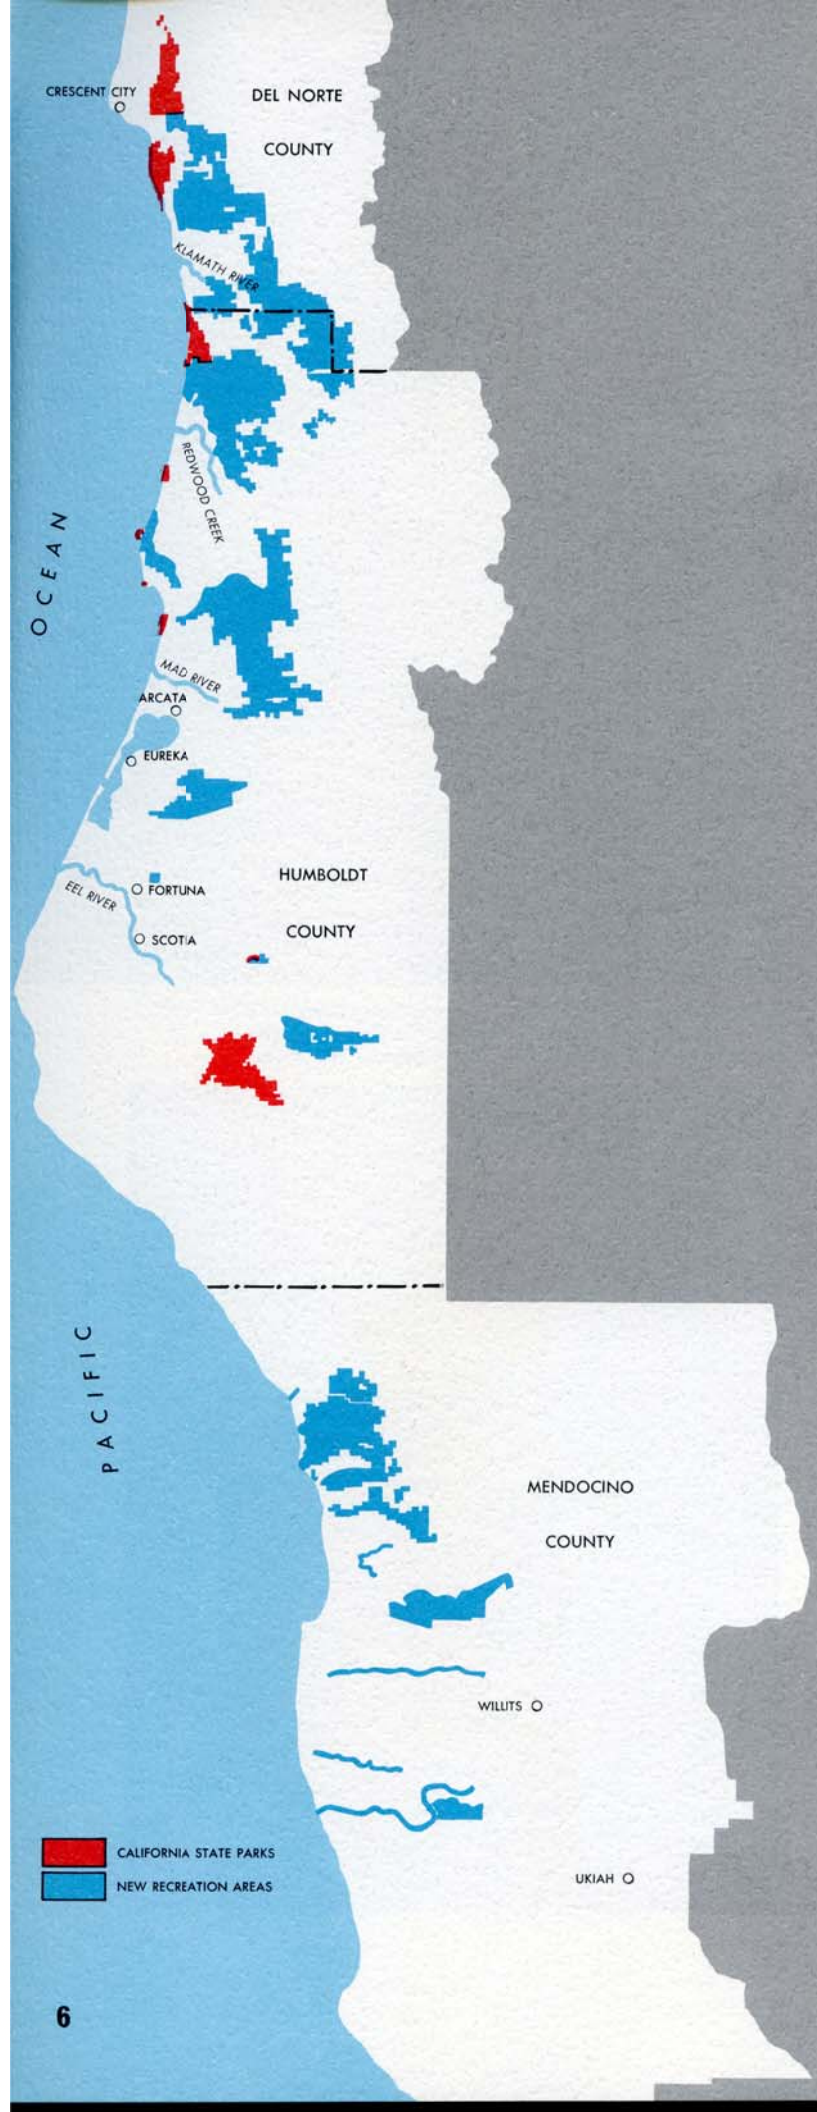 CRESCENT CITY
DEL NORTE
COUNTY
KLAMATH RIVER
REDWOOD CREEK
OCEAN
MAD RIVER
ARCATA
EUREKA
HUMBOLDT
COUNTY
EEL RIVER
FORTUNA
SCOTIA
PACIFIC
MENDOCINO
COUNTY
WILLITS
CALIFORNIA STATE PARKS
NEW RECREATION AREAS
UKIAH
6